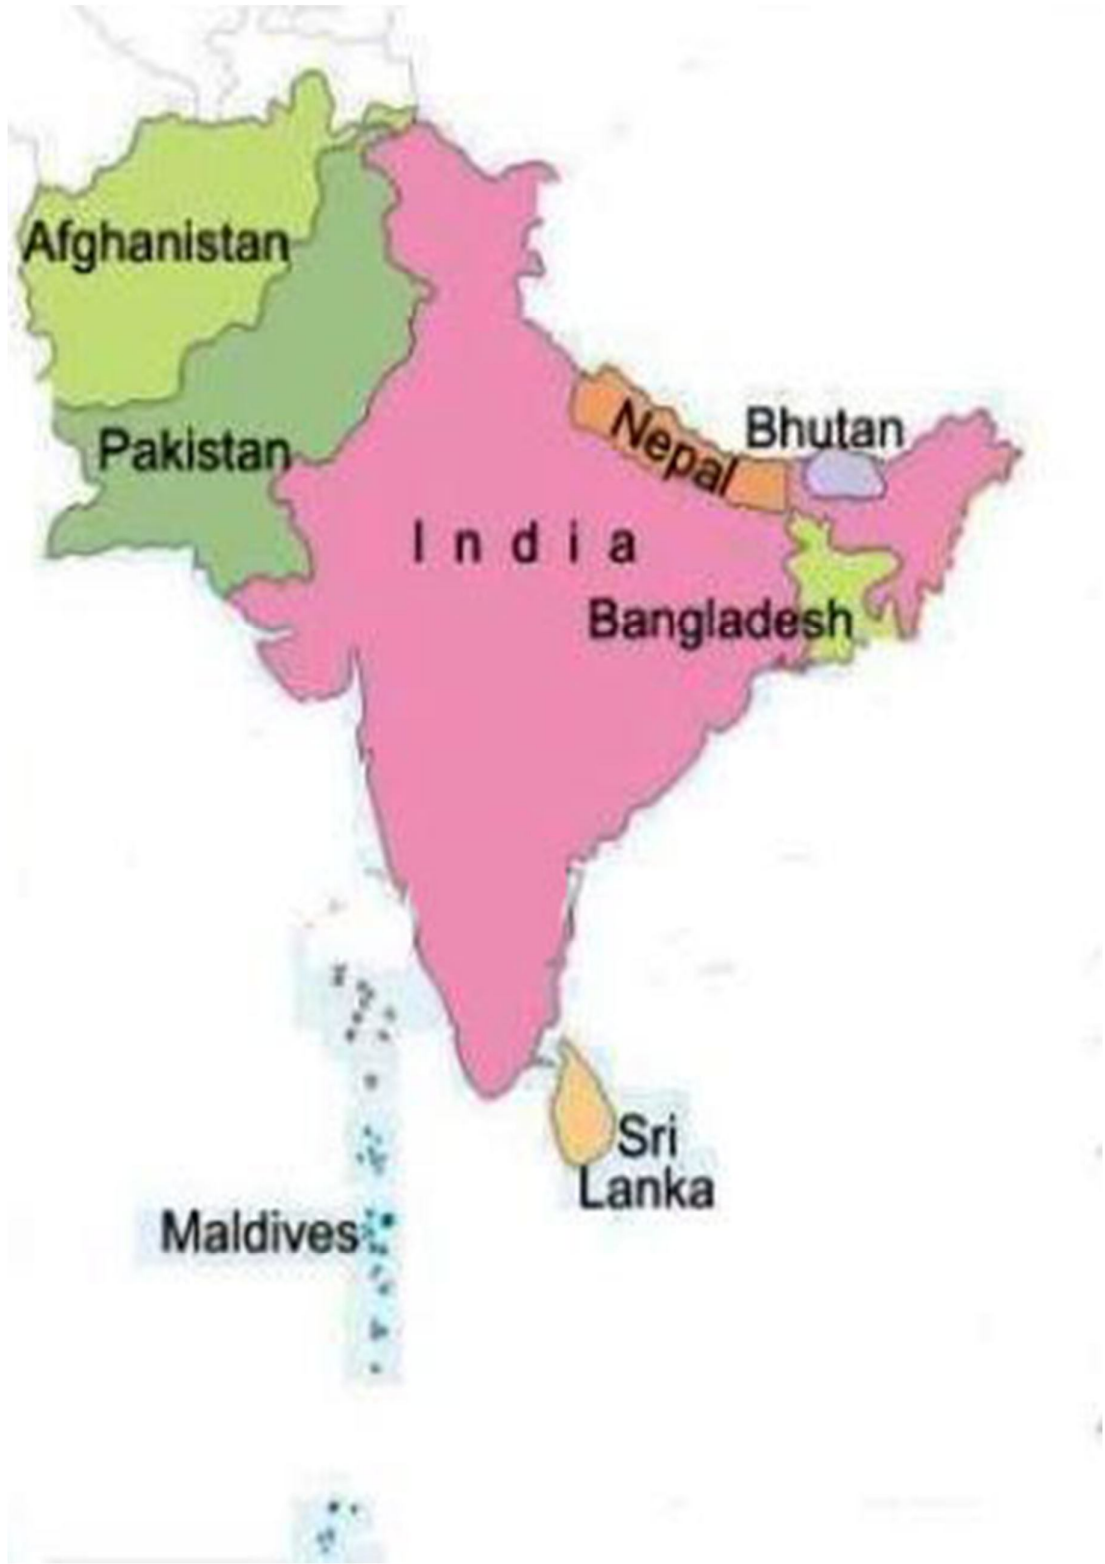 Afghanistan
Pakistan
Nepal
Bhutan
I n d i a
Bangladesh
Sri
Lanka
Maldives